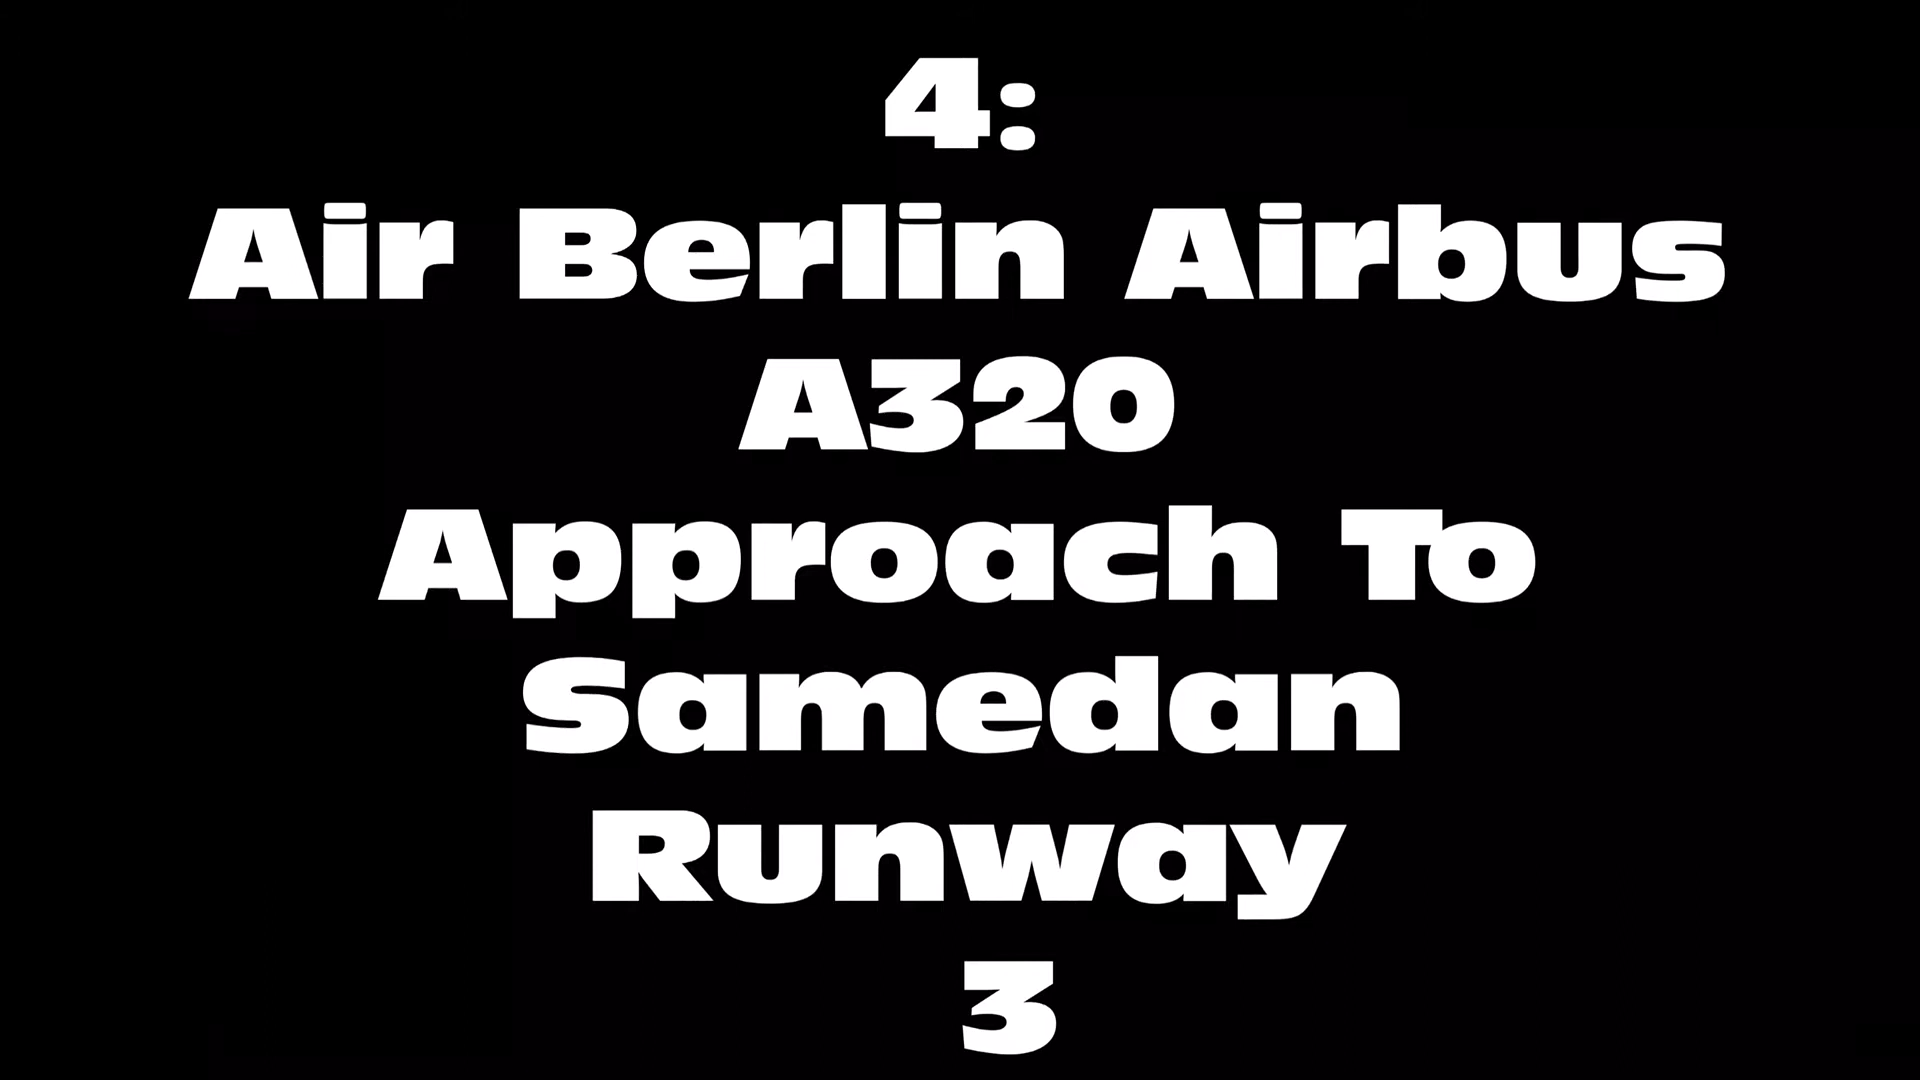 4:
Air Berlin Airbus
A320
Approach To
Samedan
Runway
3